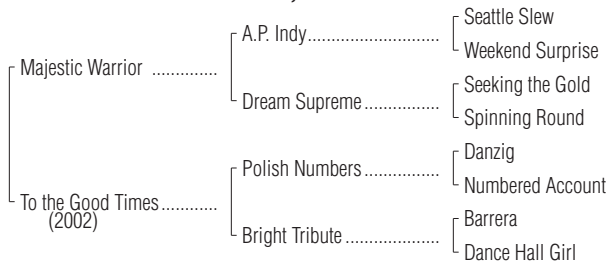 Seattle Slew
A.P. Indy
Weekend Surprise
Majestic Warrior
Seeking the Gold
Dream Supreme
Spinning Round
Danzig
Polish Numbers
Numbered Account
To the Good Times
(2002)
Barrera
Bright Tribute
Dance Hall Girl